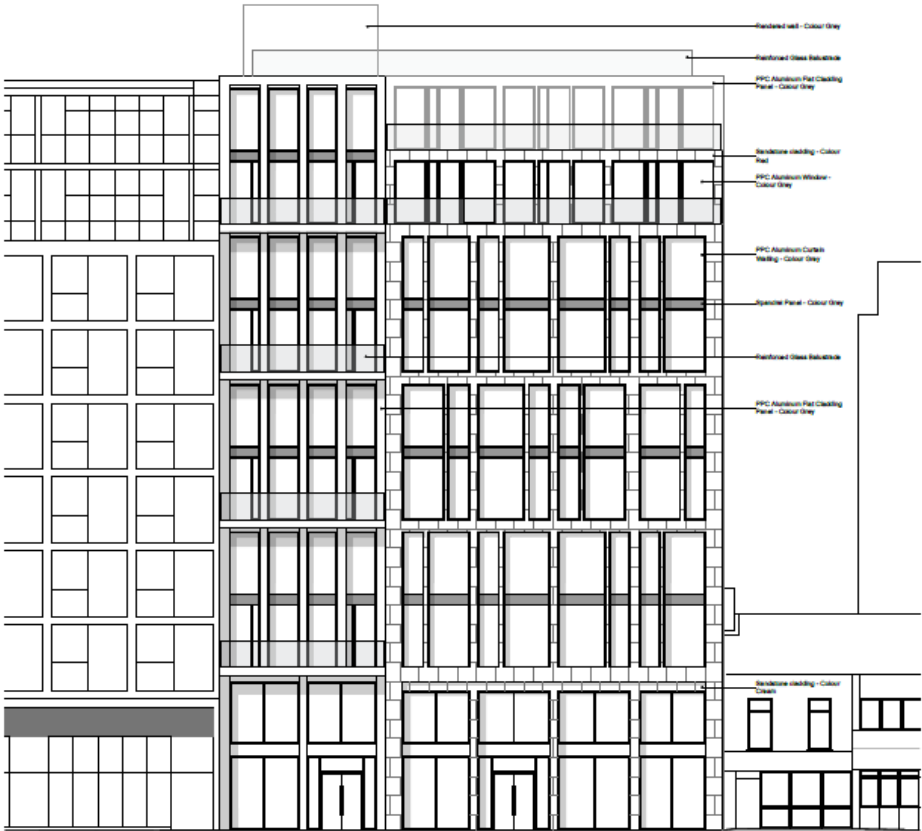 Rendered wall - Colour Grey
Reinforced Glass Balustrade
PPC Aluminum Flat Cladding
Panel - Colour Grey
Sandstone cladding - Colour
Red
PPC Aluminum Window -
Colour Grey
PPC Aluminum Curtain
Walling - Colour Grey
Spandrel Panel - Colour Grey
Reinforced Glass Balustrade
PPC Aluminum Flat Cladding
Panel - Colour Grey
Sandstone cladding - Colour
Cream